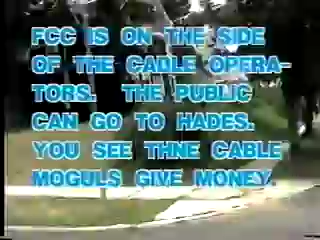 FCC IS ON THE SIDE
OF THE CABLE OPERA-
TORS. THE PUBLIC
CAN GO TO HADES.
YOU SEE THNE CABLE
MOGULS GIVE MONEY.